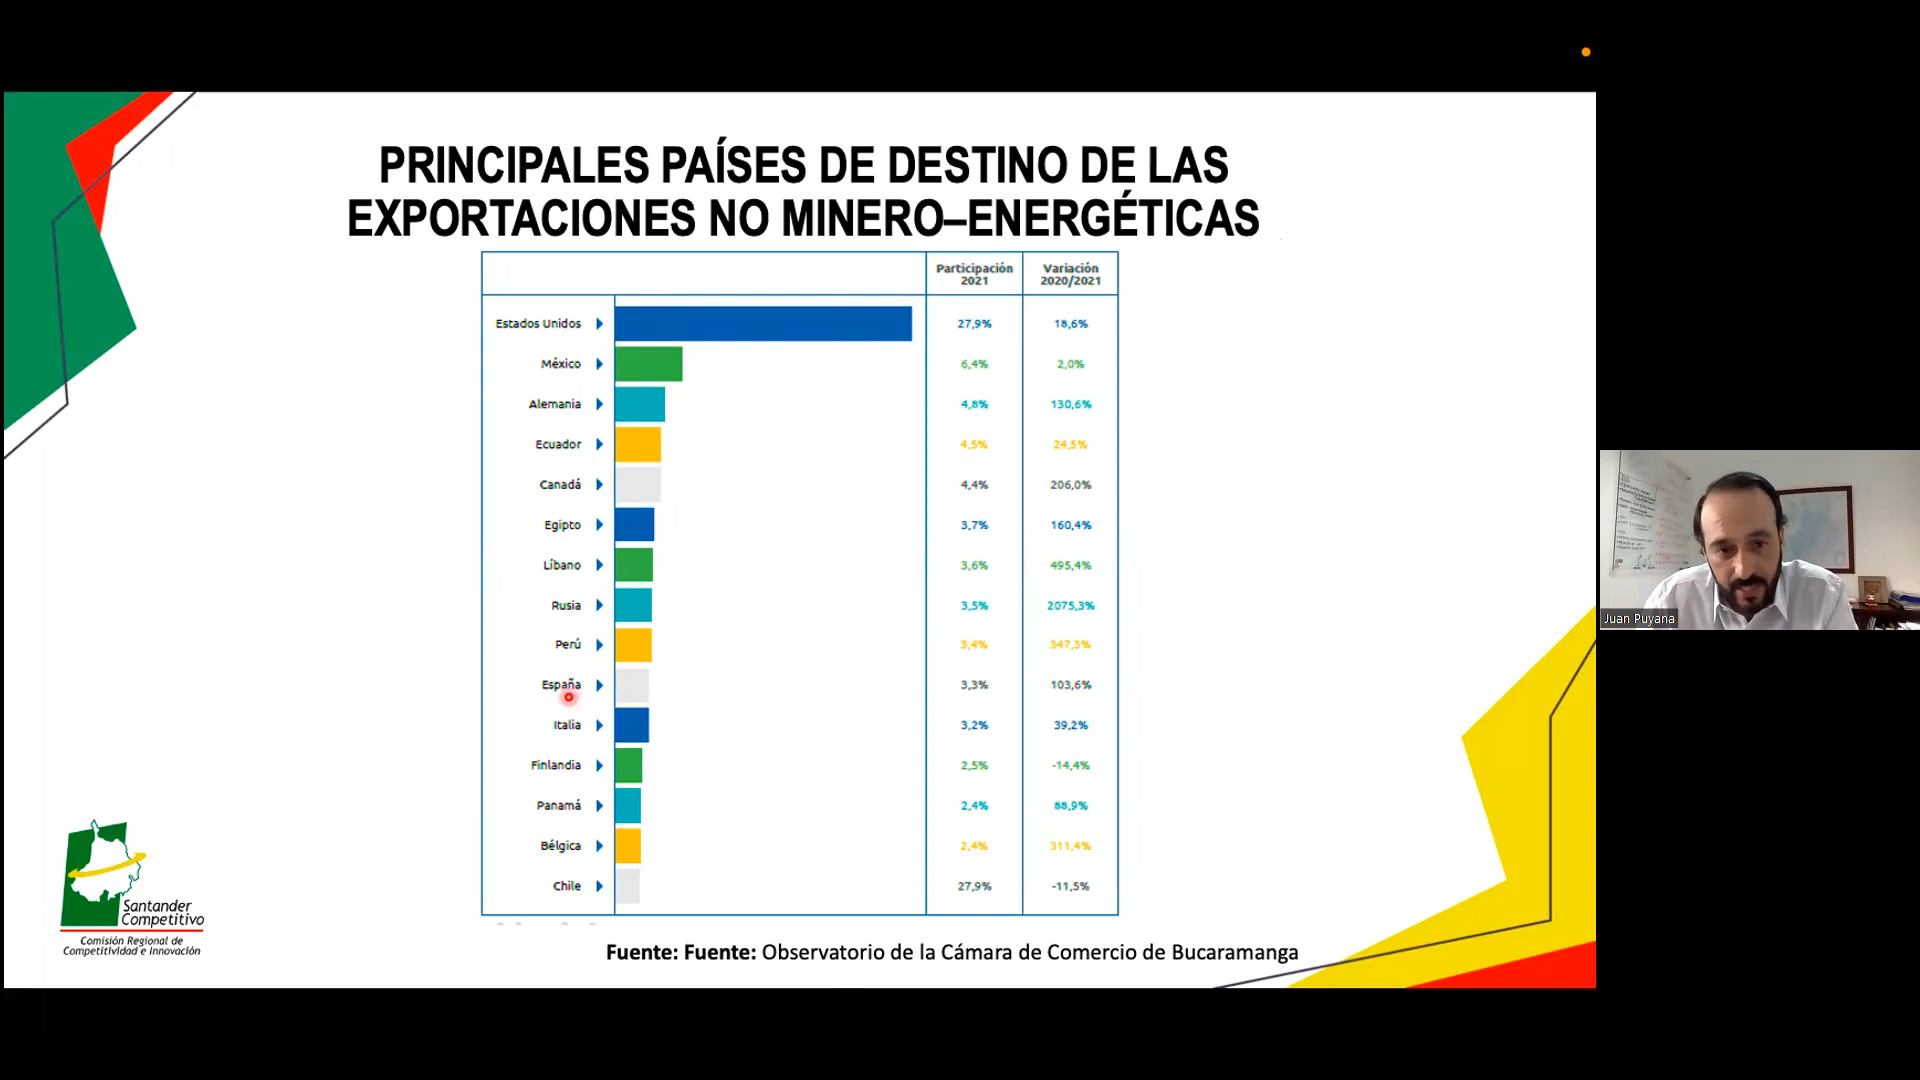 PRINCIPALES PAÍSES DE DESTINO DE LAS
EXPORTACIONES NO MINERO–ENERGÉTICAS
Participación 2021
Variación 2020/2021
Estados Unidos 27,9% 18,6%
México 6,4% 2,0%
Alemania 4,8% 130,6%
Ecuador 4,5% 24,5%
Canadá 4,4% 206,0%
Egipto 3,7% 160,4%
Líbano 3,6% 495,4%
Rusia 3,5% 2075,3%
Perú 3,4% 347,3%
España 3,3% 103,6%
Italia 3,2% 39,2%
Finlandia 2,5% -14,4%
Panamá 2,4% 88,9%
Bélgica 2,4% 311,4%
Chile 27,9% -11,5%
Fuente: Fuente: Observatorio de la Cámara de Comercio de Bucaramanga
Santander
Competitivo
Comisión Regional de
Competitividad e Innovación
Juan Puyana